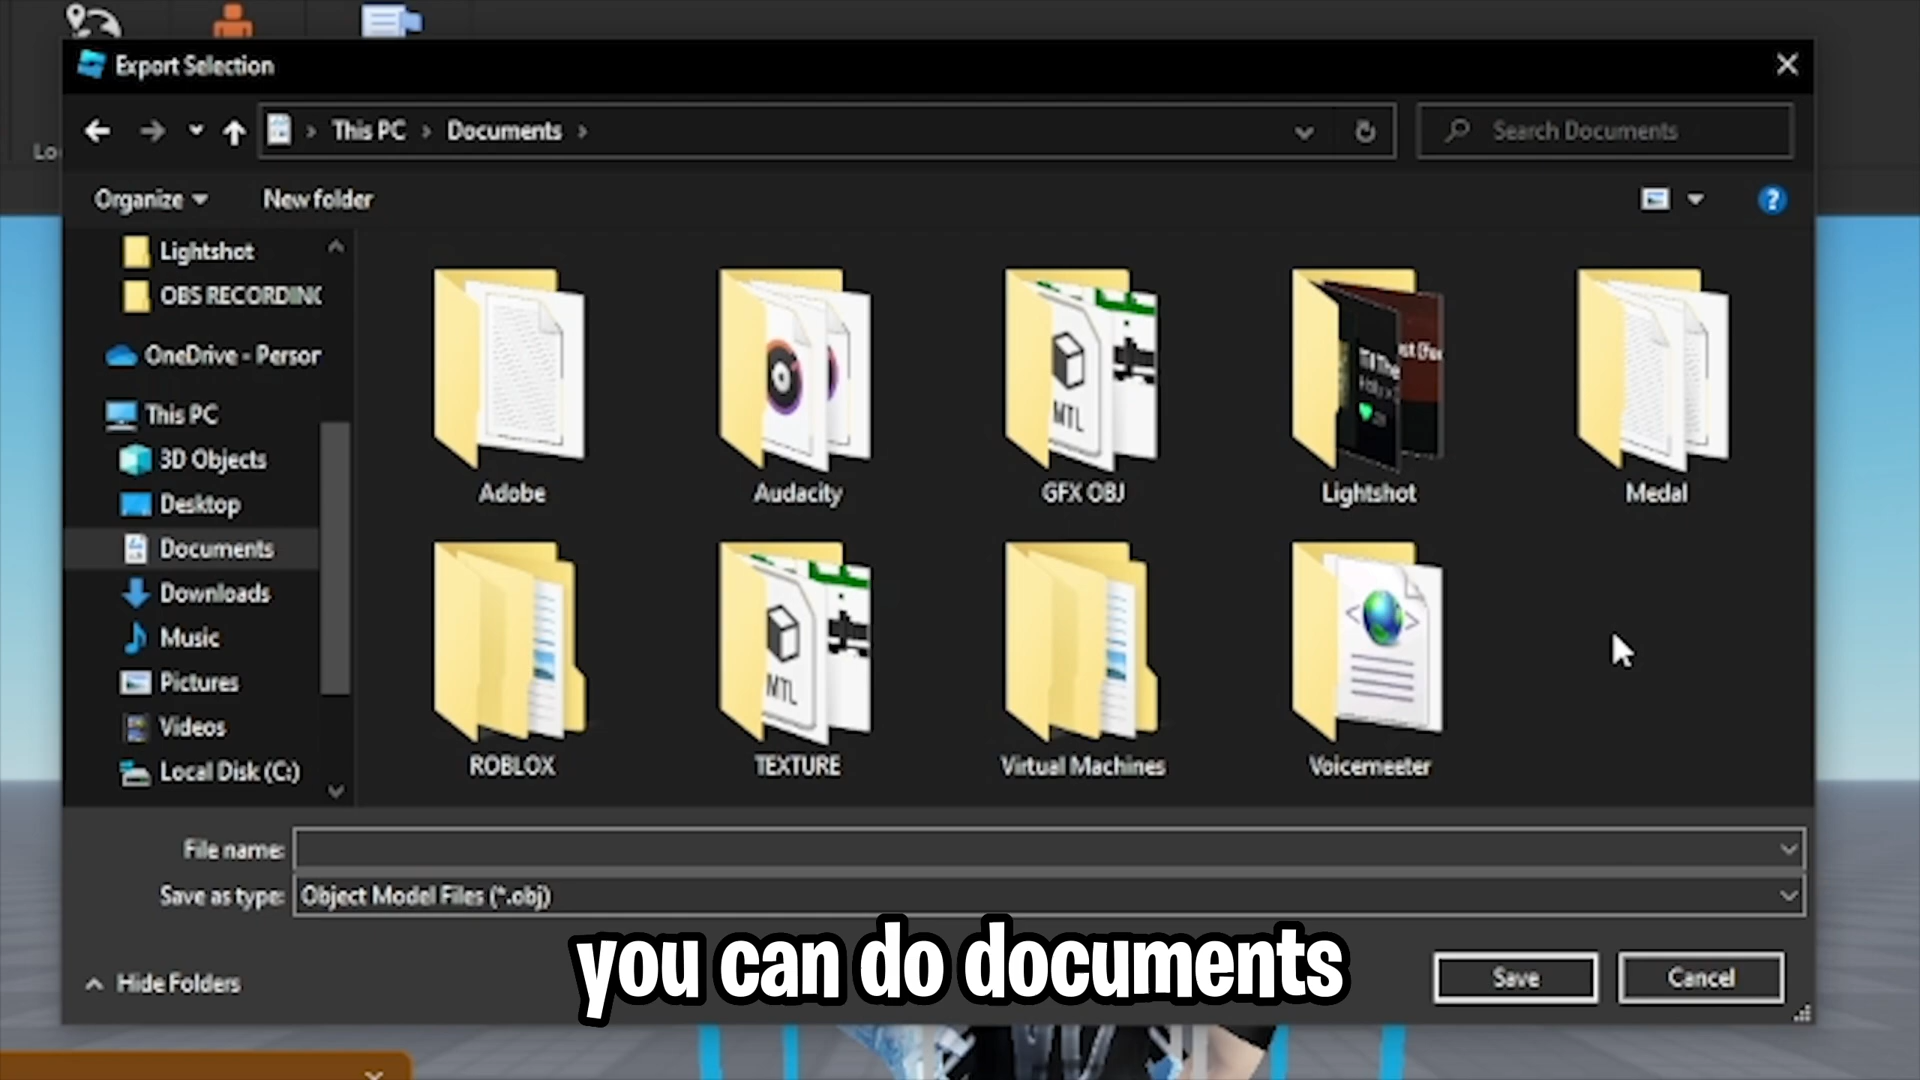 Export Selection
This PC > Documents >
Search Documents
Organize
New folder
Lightshot
OBS RECORDING
OneDrive - Person
This PC
3D Objects
Desktop
Documents
Downloads
Music
Pictures
Videos
Local Disk (C:)
Adobe
Audacity
MTL
GFX OBJ
Lightshot
Medal
ROBLOX
MTL
TEXTURE
Virtual Machines
Voicemeeter
File name:
Save as type: Object Model Files (*.obj)
Hide Folders
Save
Cancel
you can do documents